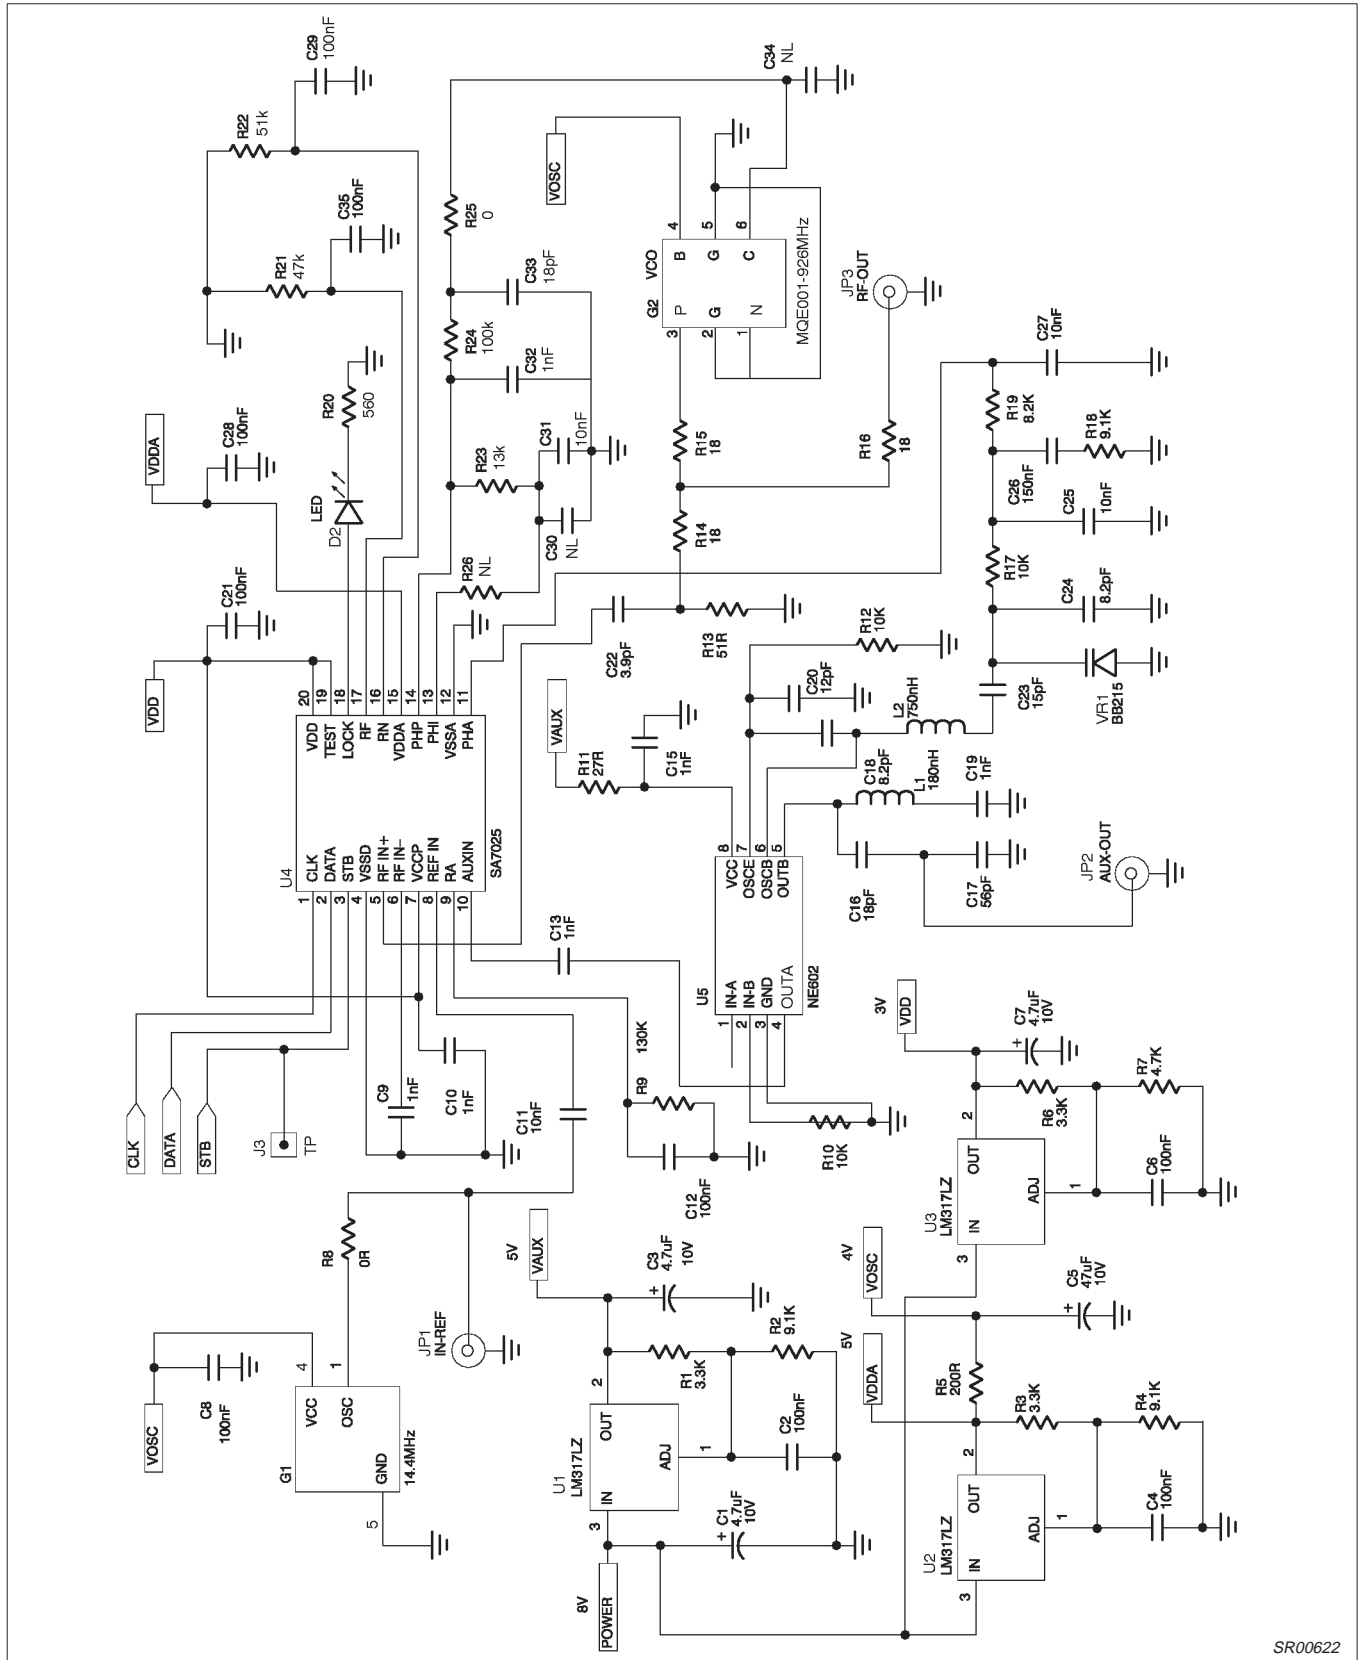 C29
100nF
R22
51k
C35
100nF
R21
47k
R20
560
LED
D2
VDDA
C28
100nF
VDD
C21
100nF
C34
NL
VOSC
R25
0
C33
18pF
R24
100k
C32
1nF
R23
13k
C31
10nF
C30
NL
R26
NL
G2
VCO
P
G
N
B
G
C
3
2
1
4
5
6
MQE001-926MHz
JP3
RF-OUT
R15
18
R16
18
R14
18
R13
51R
C22
3.9pF
C27
10nF
R19
8.2K
R18
9.1K
C26
150nF
C25
10nF
R17
10K
C24
8.2pF
VR1
BB215
C23
15pF
R12
10K
C20
12pF
L2
750nH
C18
8.2pF
L1
180nH
C19
1nF
C16
18pF
C17
56pF
JP2
AUX-OUT
VAUX
R11
27R
C15
1nF
U4
CLK
DATA
STB
VSSD
RF IN+
RF IN–
VCCP
REF IN
RA
AUXIN
1
2
3
4
5
6
7
8
9
10
VDD
TEST
LOCK
RF
RN
VDDA
PHP
PHI
VSSA
PHA
20
19
18
17
16
15
14
13
12
11
SA7025
C13
1nF
U5
IN-A
IN-B
GND
OUTA
1
2
3
4
VCC
OSCE
OSCB
OUTB
8
7
6
5
NE602
CLK
DATA
STB
J3
TP
C9
1nF
C10
1nF
C11
10nF
R9
130K
C12
100nF
R10
10K
R8
0R
JP1
IN-REF
VOSC
C8
100nF
G1
VCC
OSC
GND
4
1
5
14.4MHz
5V
VAUX
C3
4.7uF
10V
R1
3.3K
R2
9.1K
C2
100nF
U1
LM317LZ
IN
OUT
ADJ
3
2
1
C1
4.7uF
10V
8V
POWER
3V
VDD
C7
4.7uF
10V
R6
3.3K
R7
4.7K
C6
100nF
U3
LM317LZ
IN
OUT
ADJ
3
2
1
4V
VOSC
C5
47uF
10V
5V
VDDA
R5
200R
R3
3.3K
R4
9.1K
C4
100nF
U2
LM317LZ
IN
OUT
ADJ
3
2
1
+
+
+
+
SR00622